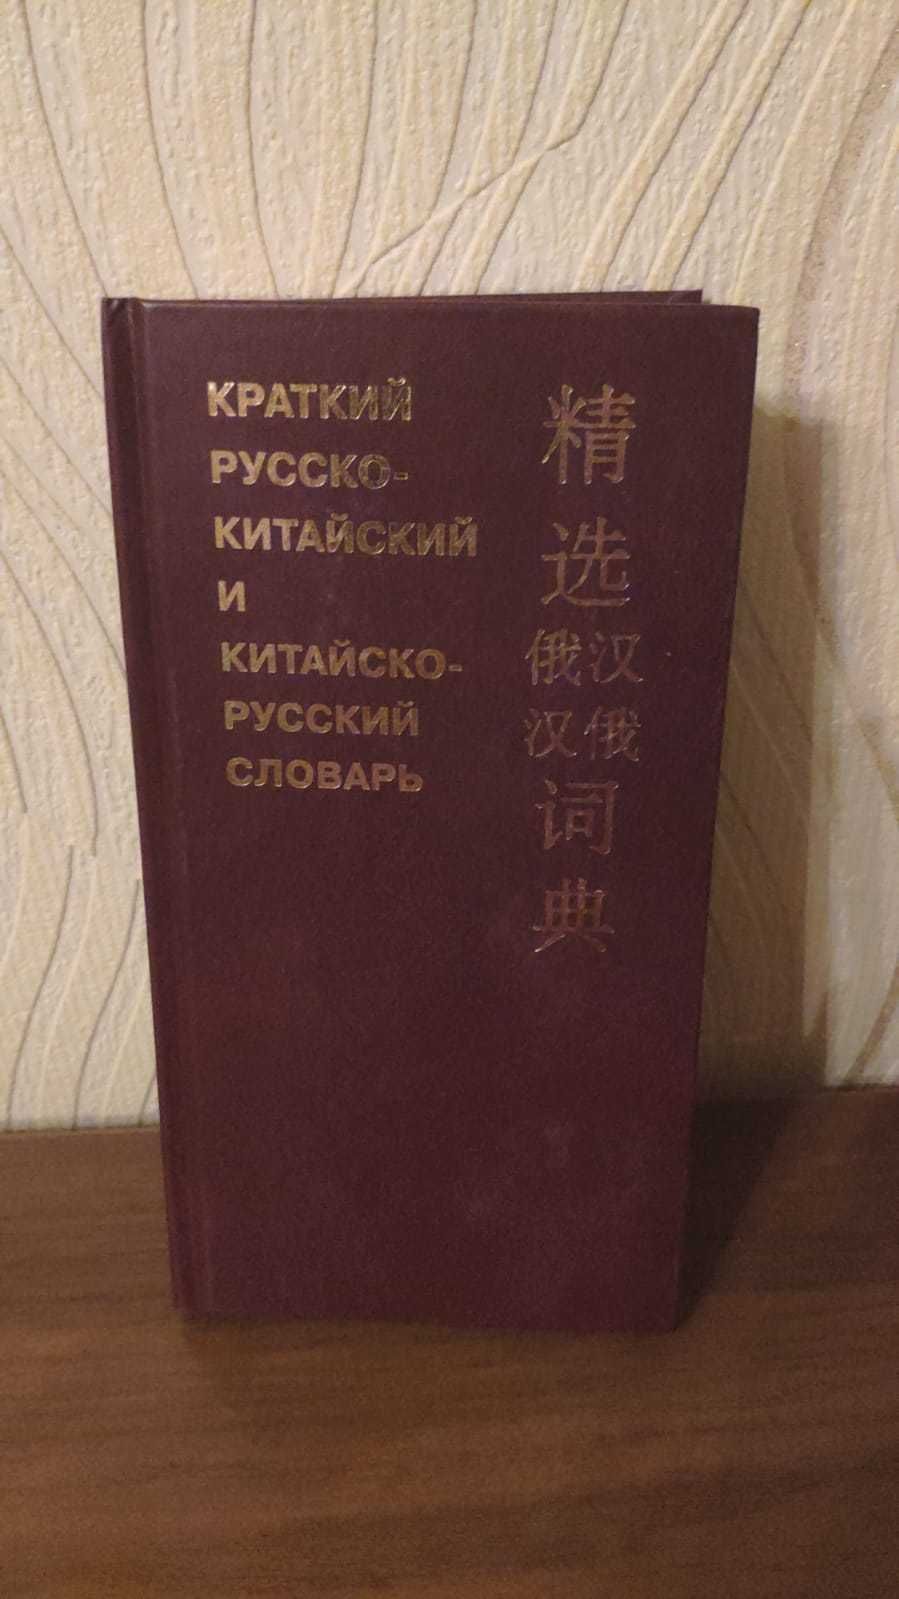 КРАТКИЙ
РУССКО-
КИТАЙСКИЙ
И
КИТАЙСКО-
РУССКИЙ
СЛОВАРЬ
精
选
俄汉
汉俄
词
典